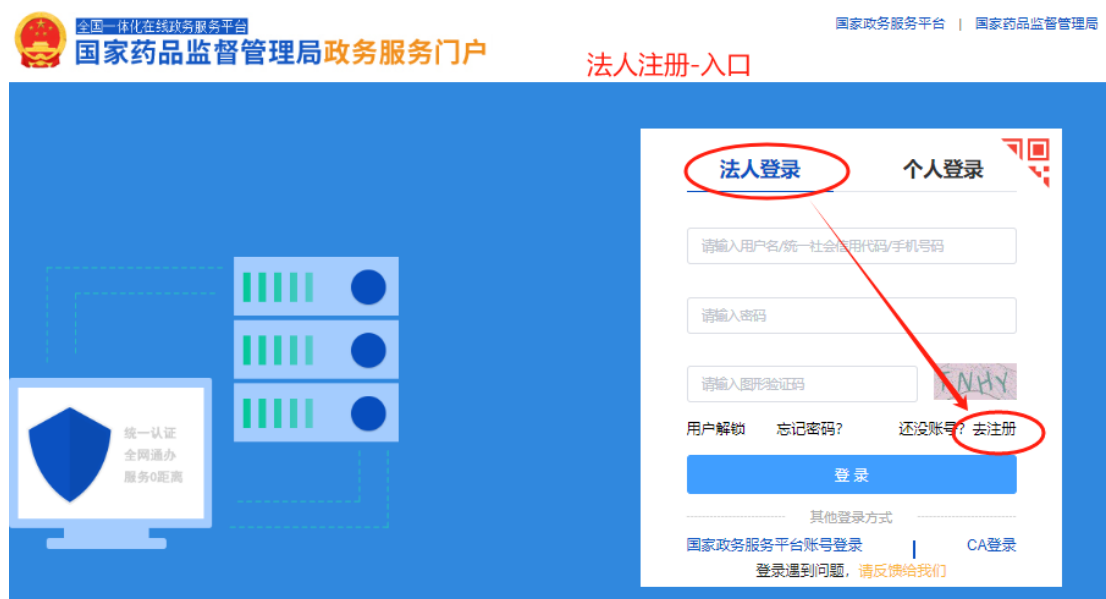 全国一体化在线政务服务平台
国家药品监督管理局政务服务门户
国家政务服务平台 | 国家药品监督管理局
法人注册-入口
法人登录 个人登录
请输入用户名/统一社会信用代码/手机号码
请输入密码
请输入图形验证码 FNHY
用户解锁 忘记密码? 还没账号? 去注册
登 录
其他登录方式
国家政务服务平台账号登录 | CA登录
登录遇到问题，请反馈给我们
统一认证
全网通办
服务0距离